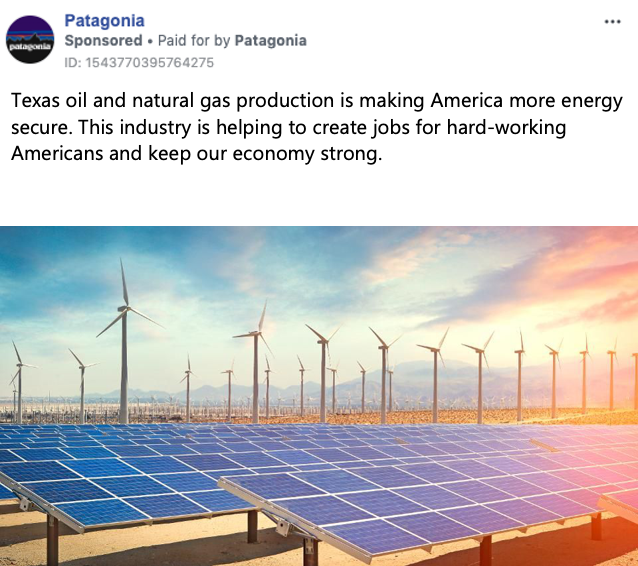 Patagonia
Sponsored • Paid for by Patagonia
ID: 1543770395764275
patagonia
Texas oil and natural gas production is making America more energy
secure. This industry is helping to create jobs for hard-working
Americans and keep our economy strong.